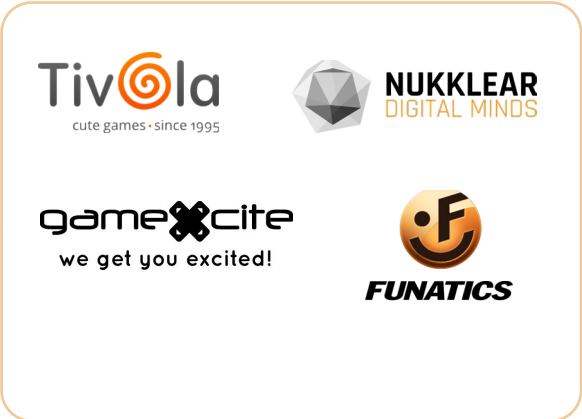 Tivola
cute games • since 1995
NUKKLEAR
DIGITAL MINDS
gameXcite
we get you excited!
F
FUNATICS